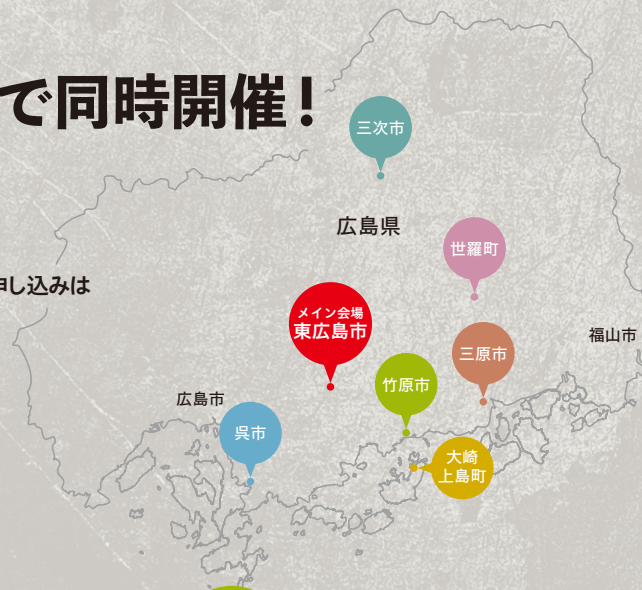 で同時開催！
三次市
広島県
世羅町
し込みは
メイン会場
東広島市
福山市
三原市
竹原市
広島市
呉市
大崎
上島町